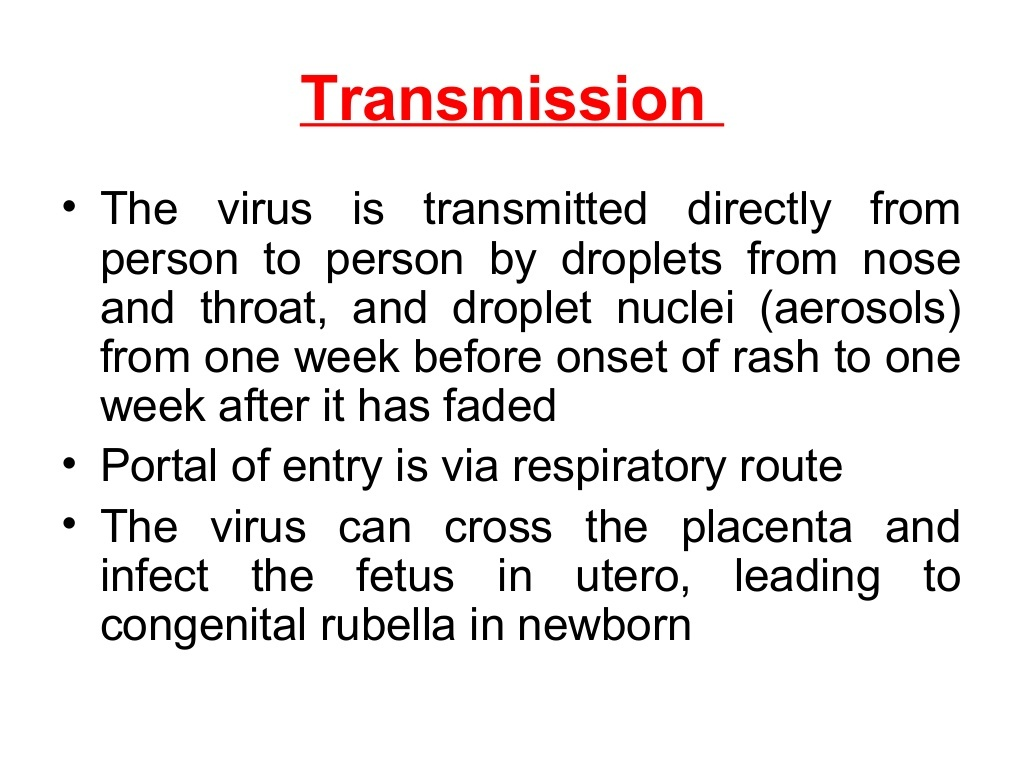 Transmission
• The virus is transmitted directly from
person to person by droplets from nose
and throat, and droplet nuclei (aerosols)
from one week before onset of rash to one
week after it has faded
• Portal of entry is via respiratory route
• The virus can cross the placenta and
infect the fetus in utero, leading to
congenital rubella in newborn